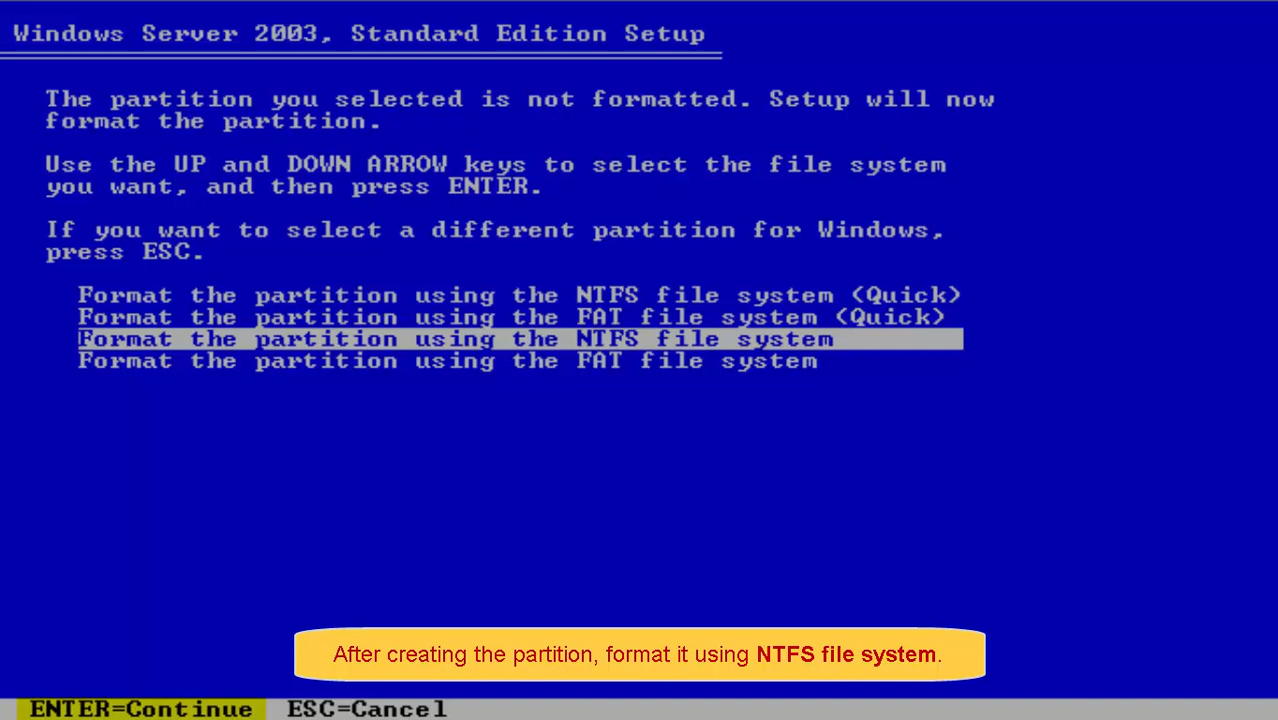 Windows Server 2003, Standard Edition Setup
The partition you selected is not formatted. Setup will now
format the partition.
Use the UP and DOWN ARROW keys to select the file system
you want, and then press ENTER.
If you want to select a different partition for Windows,
press ESC.
Format the partition using the NTFS file system (Quick)
Format the partition using the FAT file system (Quick)
Format the partition using the NTFS file system
Format the partition using the FAT file system
After creating the partition, format it using NTFS file system.
ENTER=Continue ESC=Cancel